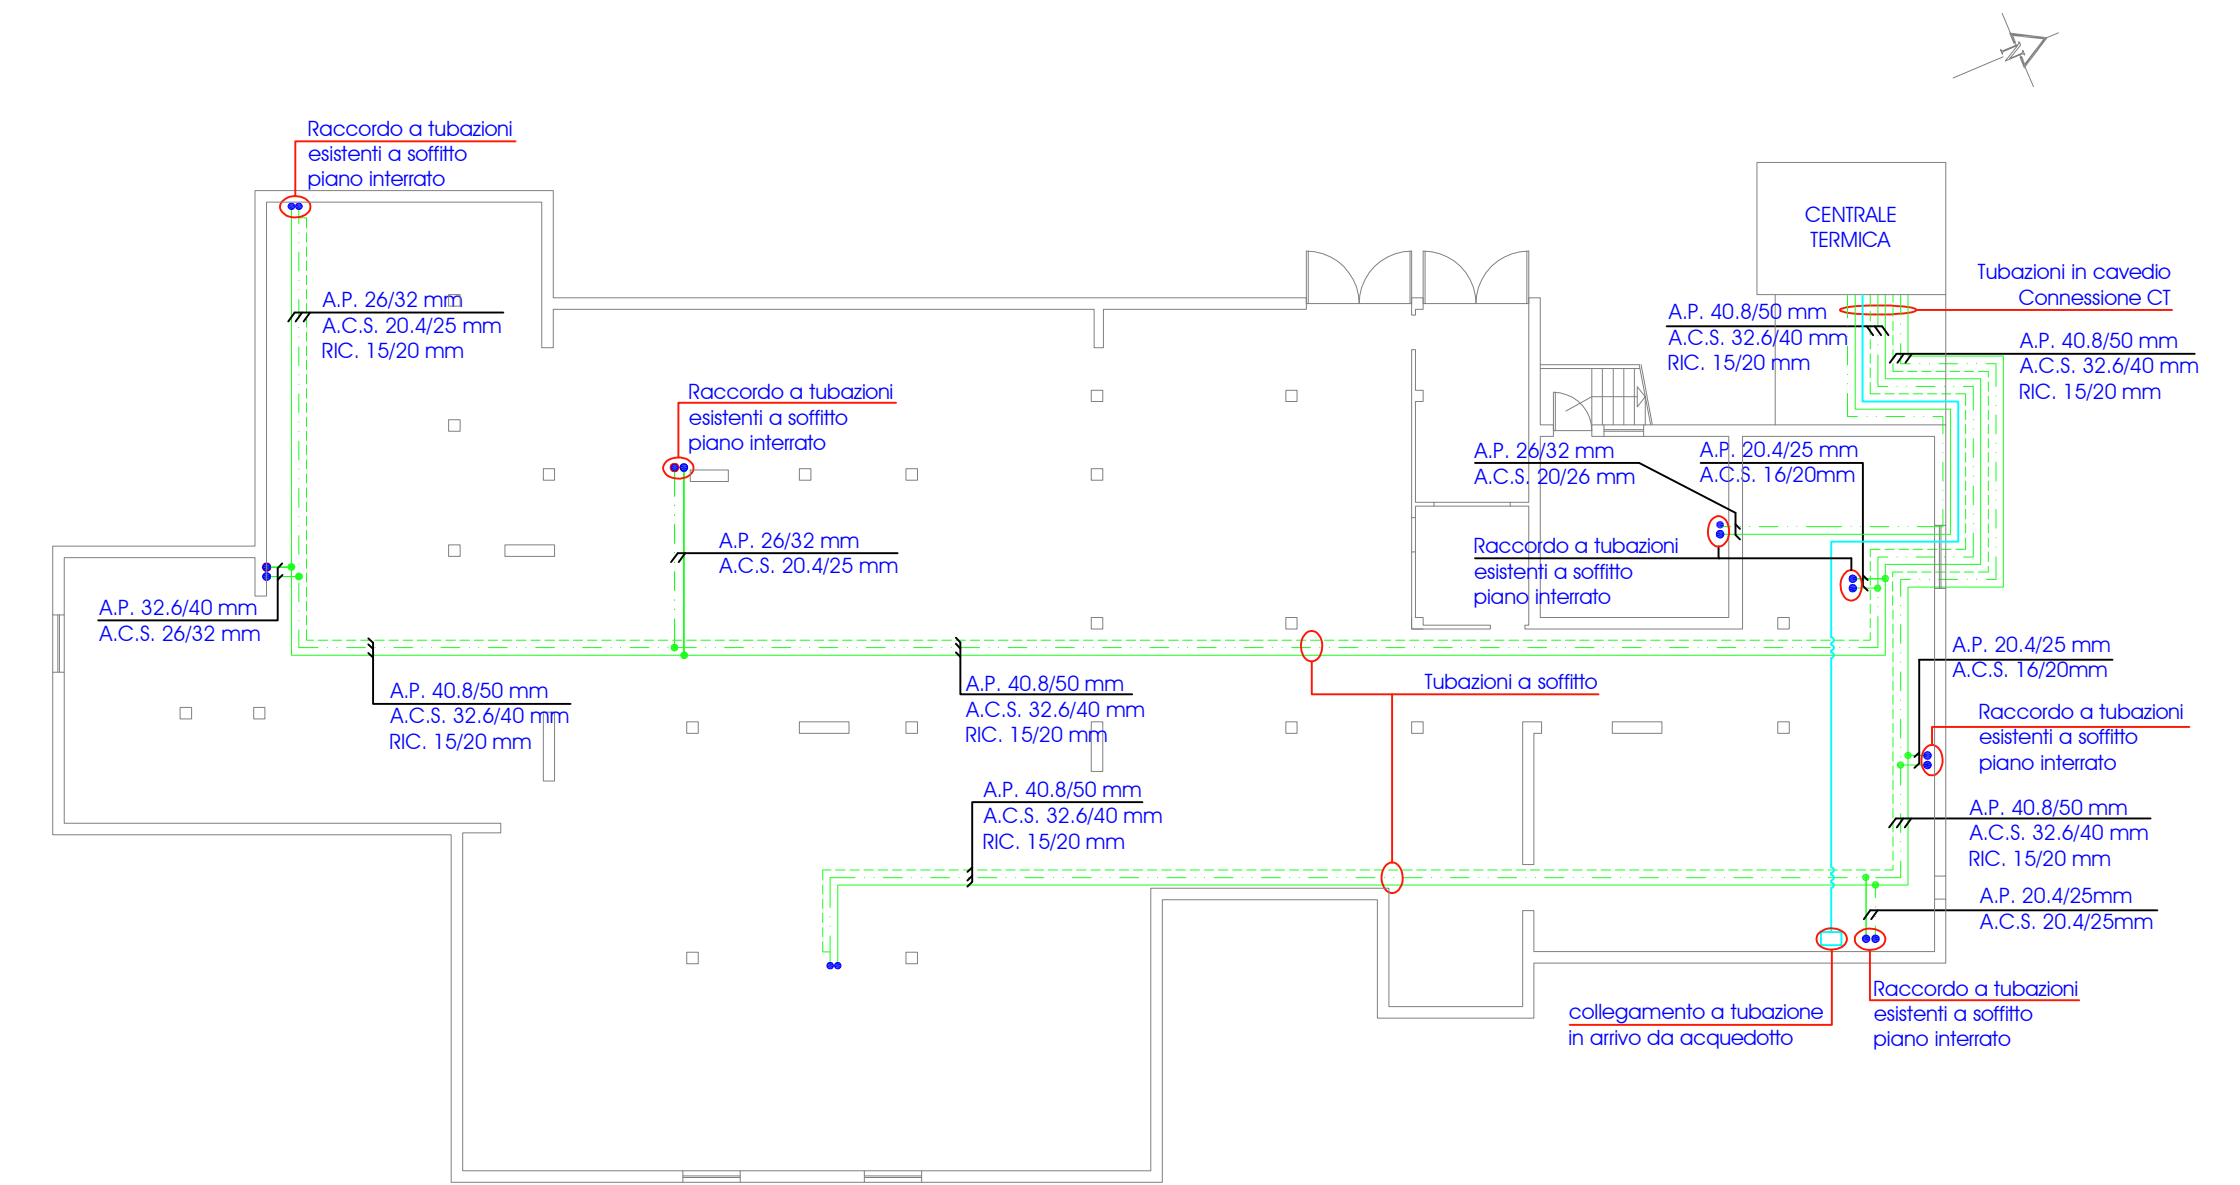 N
Raccordo a tubazioni
esistenti a soffitto
piano interrato
CENTRALE
TERMICA
Tubazioni in cavedio
Connessione CT
A.P. 26/32 mm
A.C.S. 20.4/25 mm
RIC. 15/20 mm
A.P. 40.8/50 mm
A.C.S. 32.6/40 mm
RIC. 15/20 mm
A.P. 40.8/50 mm
A.C.S. 32.6/40 mm
RIC. 15/20 mm
Raccordo a tubazioni
esistenti a soffitto
piano interrato
A.P. 26/32 mm
A.C.S. 20/26 mm
A.P. 20.4/25 mm
A.C.S. 16/20mm
A.P. 26/32 mm
A.C.S. 20.4/25 mm
Raccordo a tubazioni
esistenti a soffitto
piano interrato
A.P. 32.6/40 mm
A.C.S. 26/32 mm
A.P. 20.4/25 mm
A.C.S. 16/20mm
A.P. 40.8/50 mm
A.C.S. 32.6/40 mm
RIC. 15/20 mm
A.P. 40.8/50 mm
A.C.S. 32.6/40 mm
RIC. 15/20 mm
Tubazioni a soffitto
Raccordo a tubazioni
esistenti a soffitto
piano interrato
A.P. 40.8/50 mm
A.C.S. 32.6/40 mm
RIC. 15/20 mm
A.P. 40.8/50 mm
A.C.S. 32.6/40 mm
RIC. 15/20 mm
A.P. 20.4/25mm
A.C.S. 20.4/25mm
collegamento a tubazione
in arrivo da acquedotto
Raccordo a tubazioni
esistenti a soffitto
piano interrato